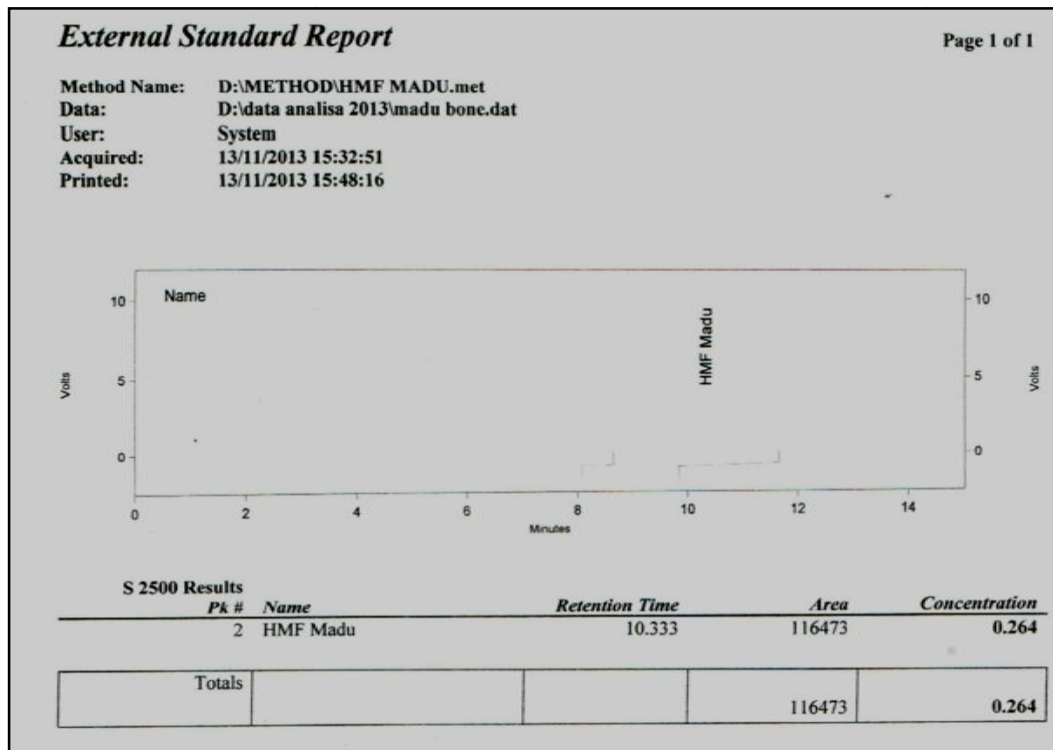 External Standard Report
Page 1 of 1
Method Name: D:\METHOD\HMF MADU.met
Data: D:\data analisa 2013\madu bone.dat
User: System
Acquired: 13/11/2013 15:32:51
Printed: 13/11/2013 15:48:16
Name
HMF Madu
Volts
10
5
0
10
5
0
Volts
0 2 4 6 8 10 12 14
Minutes
S 2500 Results
Pk # Name Retention Time Area Concentration
2 HMF Madu 10.333 116473 0.264
Totals
116473 0.264